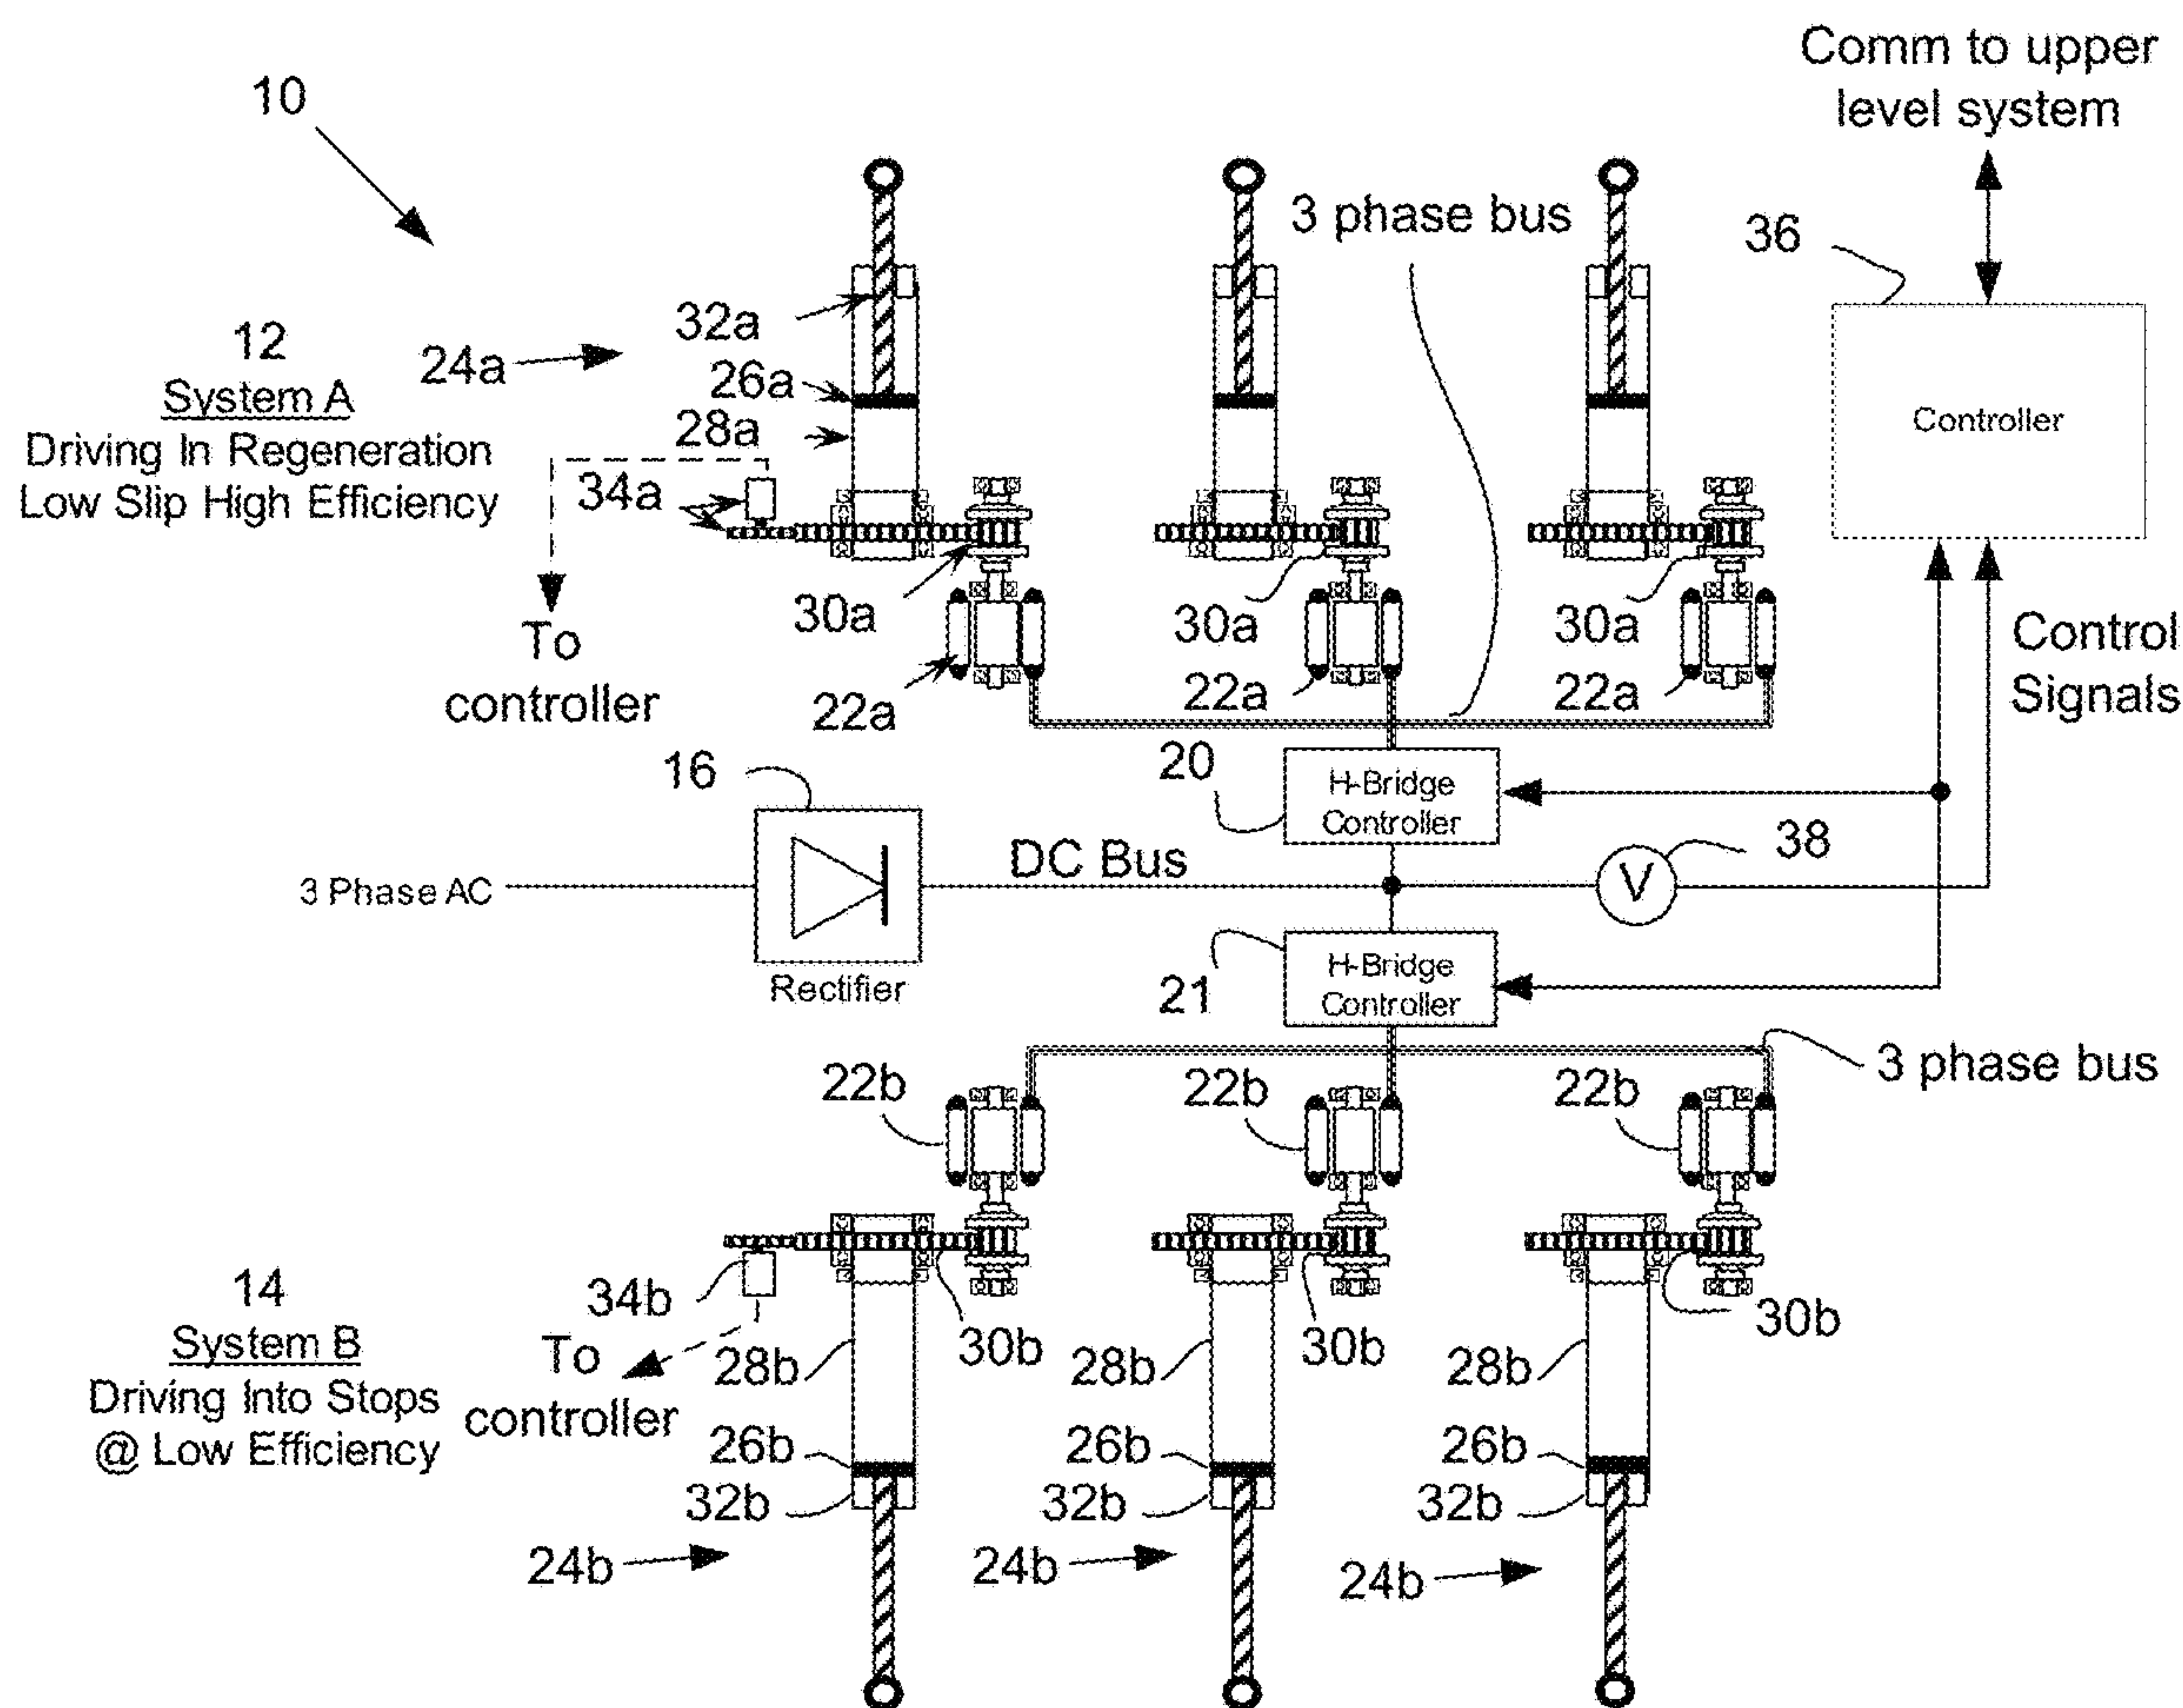 Comm to upper
level system
10
3 phase bus
36
32a
12
System A
Driving In Regeneration
Low Slip High Efficiency
24a
26a
28a
34a
Controller
30a
30a
30a
To
controller
22a
22a
22a
Control
Signals
16
20
H-Bridge
Controller
38
DC Bus
3 Phase AC
V
Rectifier
21
H-Bridge
Controller
3 phase bus
22b
22b
22b
14
System B
Driving Into Stops
@ Low Efficiency
34b
To
controller
30b
30b
30b
28b
28b
28b
26b
26b
26b
32b
32b
32b
24b
24b
24b